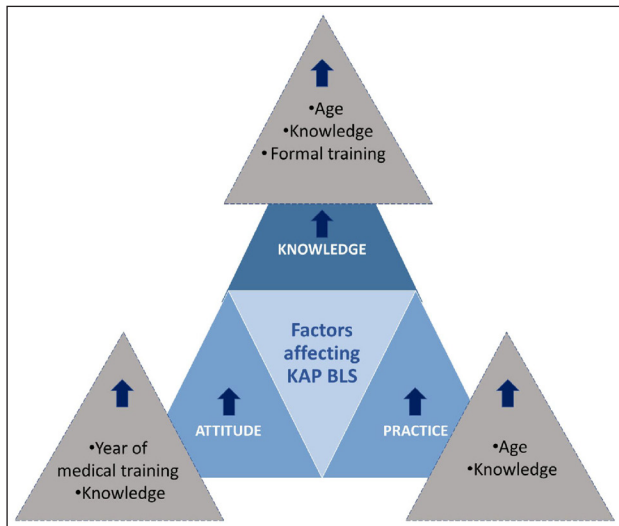 •Age
•Knowledge
•Formal training
KNOWLEDGE
Factors
affecting
KAP BLS
ATTITUDE
PRACTICE
•Year of
medical training
•Knowledge
•Age
•Knowledge